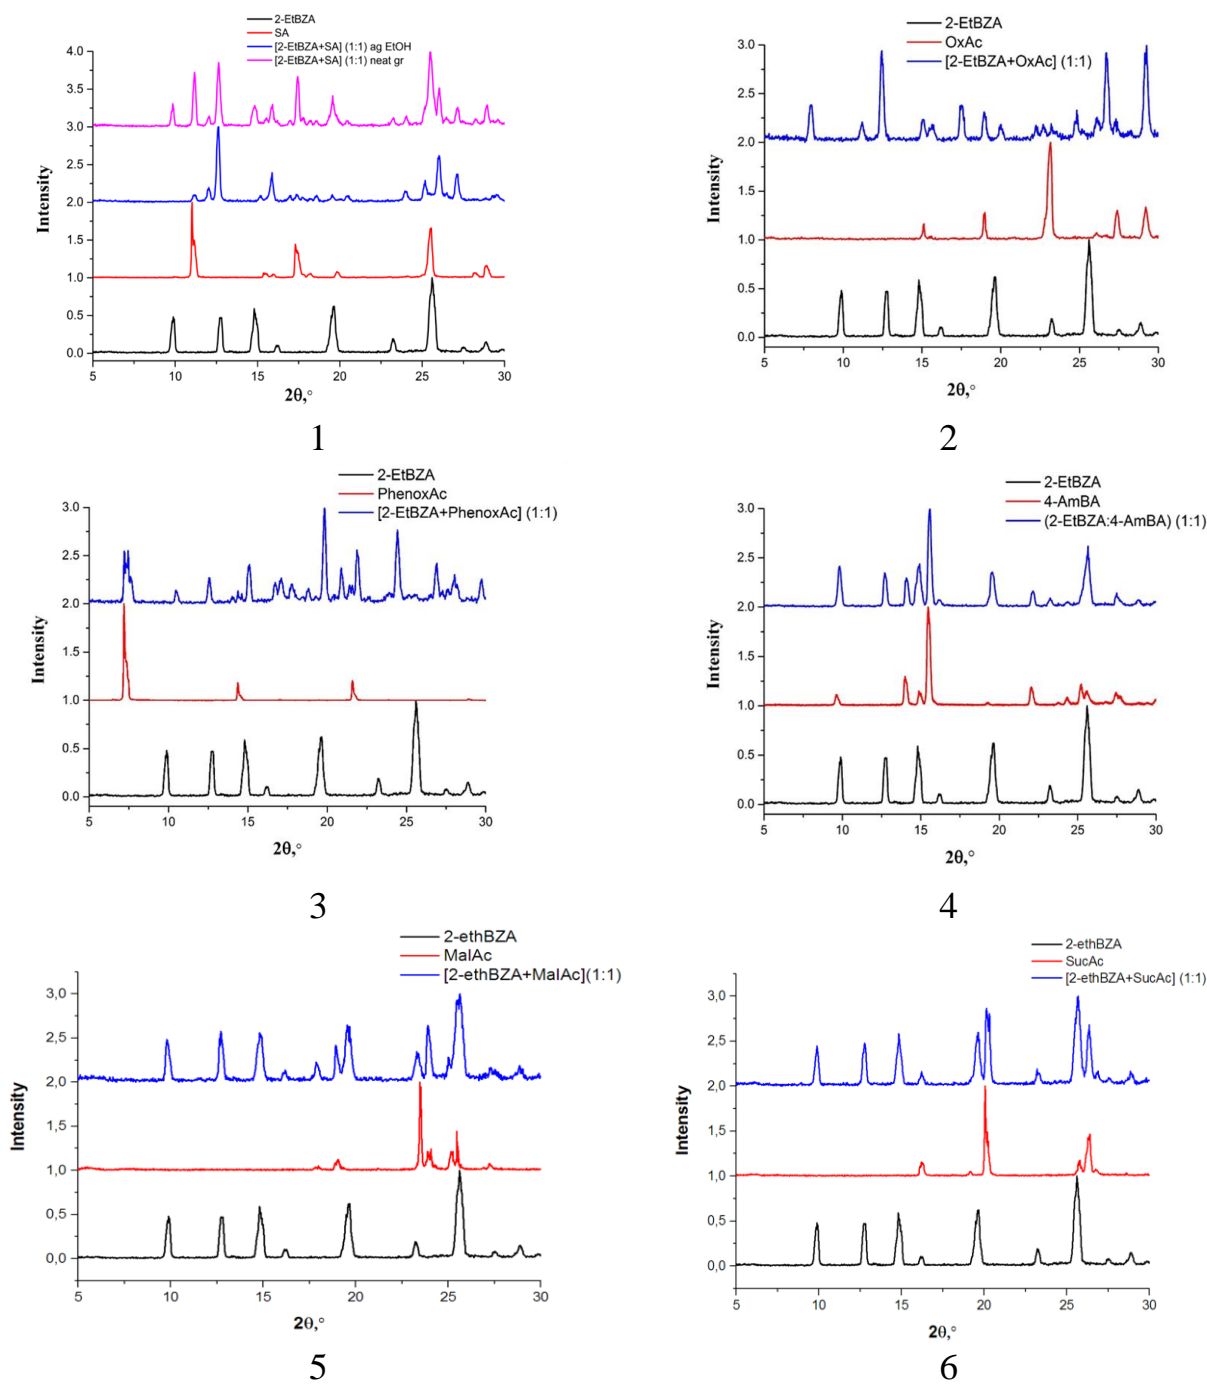 2-EtBZA
SA
[2-EtBZA+SA] (1:1) ag EtOH
[2-EtBZA+SA] (1:1) neat gr
4.0
3.5
3.0
2.5
2.0
1.5
1.0
0.5
0.0
Intensity
5 10 15 20 25 30
2θ,°
1
2-EtBZA
OxAc
[2-EtBZA+OxAc] (1:1)
3.0
2.5
2.0
1.5
1.0
0.5
0.0
Intensity
5 10 15 20 25 30
2θ,°
2
2-EtBZA
PhenoxAc
[2-EtBZA+PhenoxAc] (1:1)
3.0
2.5
2.0
1.5
1.0
0.5
0.0
Intensity
5 10 15 20 25 30
2θ,°
3
2-EtBZA
4-AmBA
(2-EtBZA:4-AmBA) (1:1)
3.0
2.5
2.0
1.5
1.0
0.5
0.0
Intensity
5 10 15 20 25 30
2θ,°
4
2-ethBZA
MalAc
[2-ethBZA+MalAc](1:1)
3,0
2,5
2,0
1,5
1,0
0,5
0,0
Intensity
5 10 15 20 25 30
2θ,°
5
2-ethBZA
SucAc
[2-ethBZA+SucAc] (1:1)
3,0
2,5
2,0
1,5
1,0
0,5
0,0
Intensity
5 10 15 20 25 30
2θ,°
6